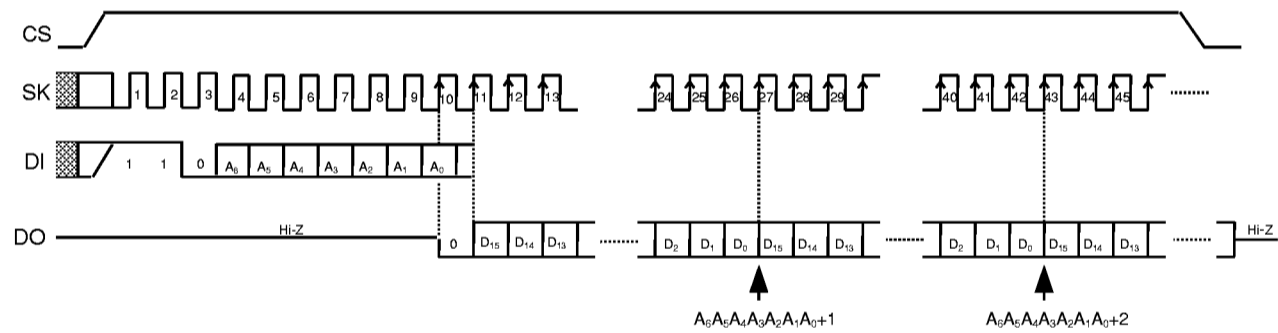 CS
SK 1 2 3 4 5 6 7 8 9 10 11 12 13 24 25 26 27 28 29 40 41 42 43 44 45
DI 1 1 0 A6 A5 A4 A3 A2 A1 A0
DO Hi-Z 0 D15 D14 D13 D2 D1 D0 D15 D14 D13 D2 D1 D0 D15 D14 D13 Hi-Z
A6A5A4A3A2A1A0+1 A6A5A4A3A2A1A0+2